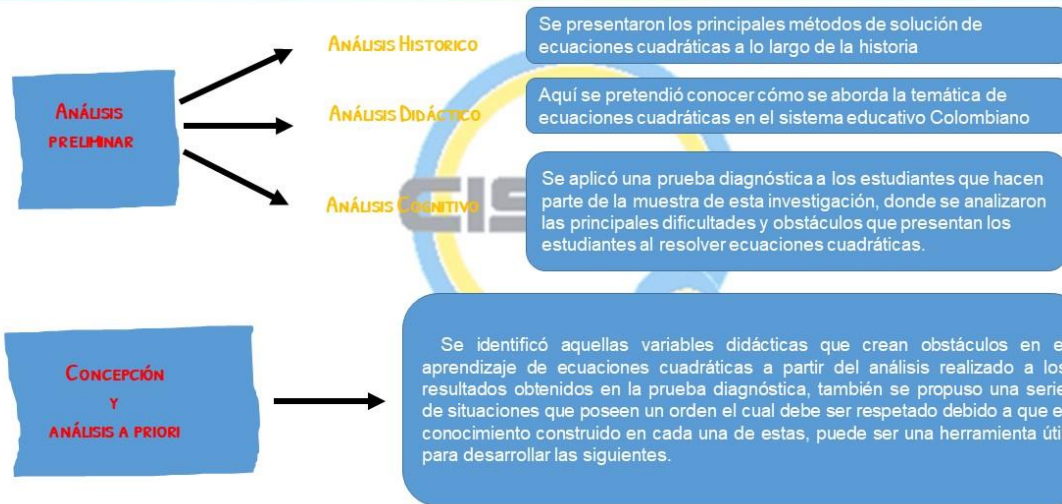 ANÁLISIS PRELIMINAR
ANÁLISIS HISTORICO
Se presentaron los principales métodos de solución de
ecuaciones cuadráticas a lo largo de la historia
ANÁLISIS DIDÁCTICO
Aquí se pretendió conocer cómo se aborda la temática de
ecuaciones cuadráticas en el sistema educativo Colombiano
ANÁLISIS COGNITIVO
Se aplicó una prueba diagnóstica a los estudiantes que hacen
parte de la muestra de esta investigación, donde se analizaron
las principales dificultades y obstáculos que presentan los
estudiantes al resolver ecuaciones cuadráticas.
CIS
CONCEPCIÓN
Y
ANÁLISIS A PRIORI
Se identificó aquellas variables didácticas que crean obstáculos en e
aprendizaje de ecuaciones cuadráticas a partir del análisis realizado a los
resultados obtenidos en la prueba diagnóstica, también se propuso una serie
de situaciones que poseen un orden el cual debe ser respetado debido a que e
conocimiento construido en cada una de estas, puede ser una herramienta úti
para desarrollar las siguientes.